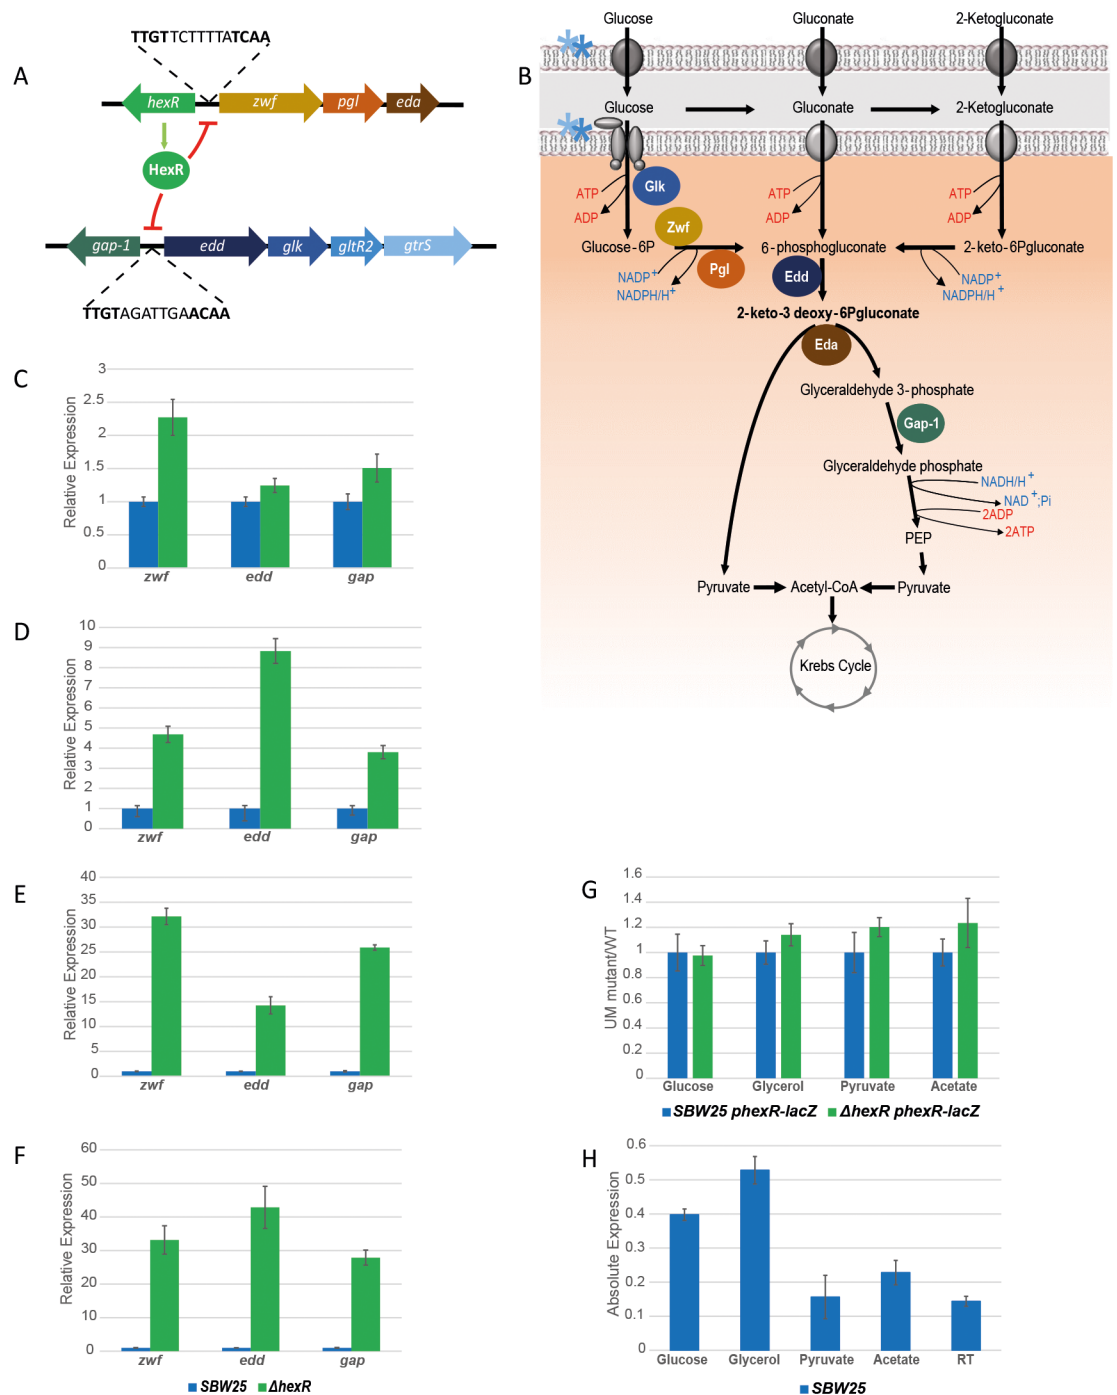 A
TTGTTCTTTTATCAA
hexR zwf pgl eda
HexR
gap-1 edd glk gltR2 gtrS
TTGTAGATTGAACAA
B
Glucose Gluconate 2-Ketogluconate
Glucose Gluconate 2-Ketogluconate
ATP ADP Glk ATP ADP ATP ADP
Zwf
Glucose-6P 6-phosphogluconate 2-keto-6Pgluconate
NADP+ NADPH/H+ Pgl Edd NADP+ NADPH/H+
2-keto-3 deoxy-6Pgluconate
Eda
Glyceraldehyde 3-phosphate
Gap-1
Glyceraldehyde phosphate
NADH/H+
NAD+;Pi
2ADP
2ATP
PEP
Pyruvate Acetyl-CoA Pyruvate
Krebs Cycle
C
Relative Expression
3
2.5
2
1.5
1
0.5
0
zwf edd gap
D
Relative Expression
10
9
8
7
6
5
4
3
2
1
0
zwf edd gap
E
Relative Expression
40
35
30
25
20
15
10
5
0
zwf edd gap
F
Relative Expression
60
50
40
30
20
10
0
zwf edd gap
SBW25 ΔhexR
G
UM mutant/WT
1.6
1.4
1.2
1
0.8
0.6
0.4
0.2
0
Glucose Glycerol Pyruvate Acetate
SBW25 phexR-lacZ ΔhexR phexR-lacZ
H
Absolute Expression
0.6
0.5
0.4
0.3
0.2
0.1
0
Glucose Glycerol Pyruvate Acetate RT
SBW25